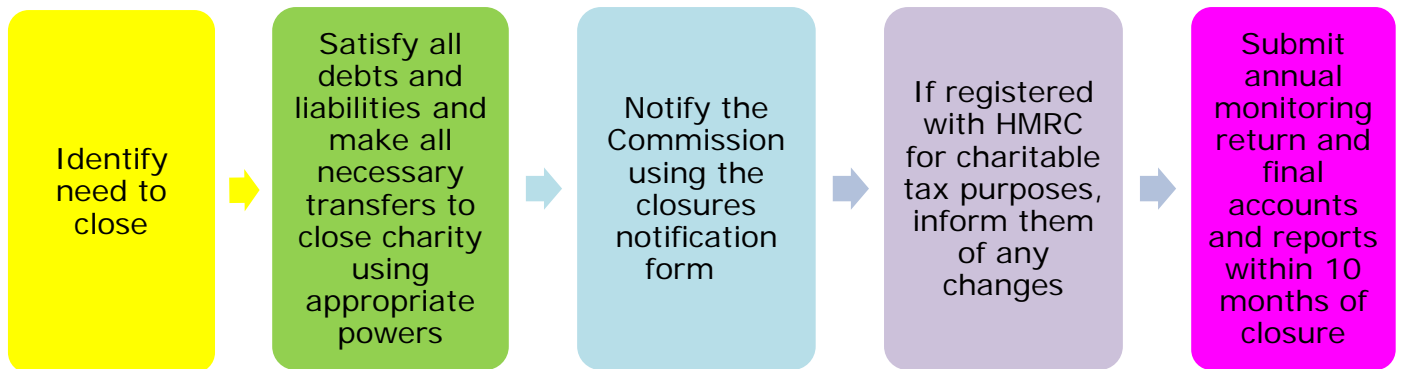 Identify
need to
close
Satisfy all
debts and
liabilities and
make all
necessary
transfers to
close charity
using
appropriate
powers
Notify the
Commission
using the
closures
notification
form
If registered
with HMRC
for charitable
tax purposes,
inform them
of any
changes
Submit
annual
monitoring
return and
final
accounts
and reports
within 10
months of
closure